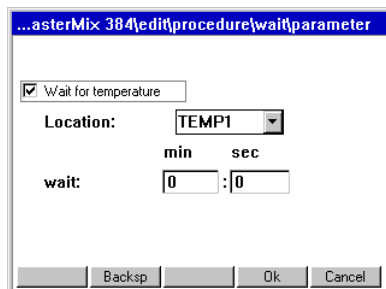 ...asterMix 384\edit\procedure\wait\parameter
Wait for temperature
Location: TEMP1
min sec
wait: 0 : 0
Backsp Ok Cancel